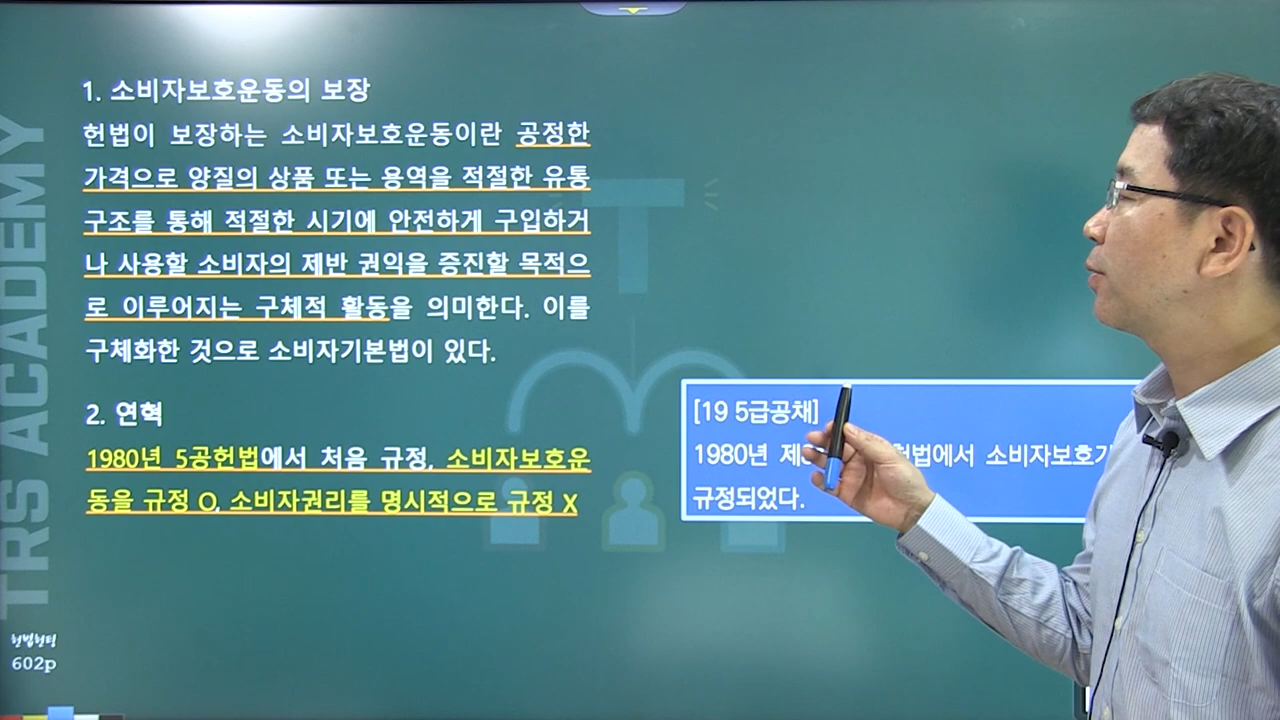 1. 소비자보호운동의 보장
헌법이 보장하는 소비자보호운동이란 공정한
가격으로 양질의 상품 또는 용역을 적절한 유통
구조를 통해 적절한 시기에 안전하게 구입하거
나 사용할 소비자의 제반 권익을 증진할 목적으
로 이루어지는 구체적 활동을 의미한다. 이를
구체화한 것으로 소비자기본법이 있다.
2. 연혁
1980년 5공헌법에서 처음 규정, 소비자보호운
동을 규정 O, 소비자권리를 명시적으로 규정 X
[19 5급공채]
1980년 헌법에서
규정되었다.
TRS ACADEMY
헌법헌터
602p